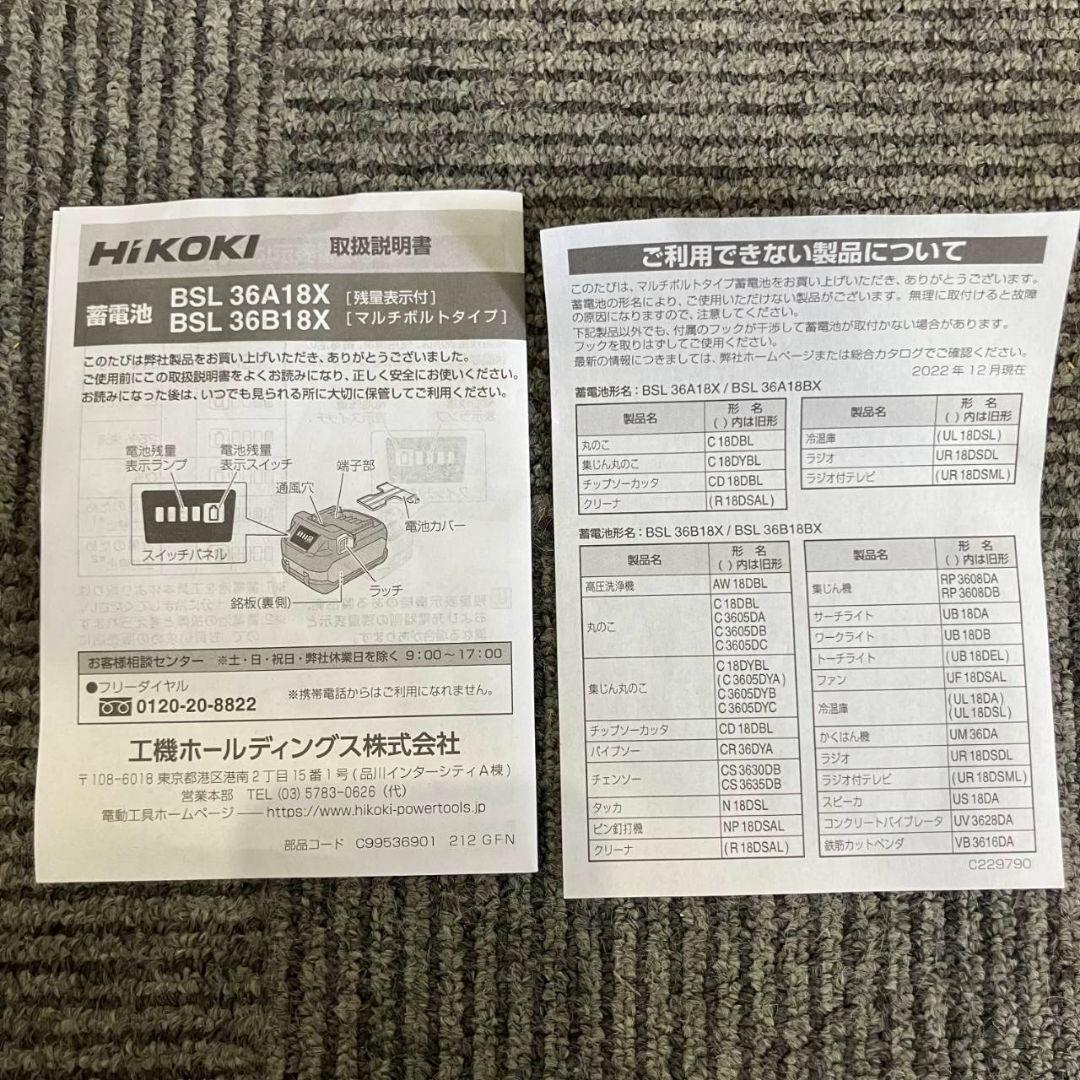 HiKOKI 取扱説明書
蓄電池 BSL 36A18X [残量表示付]
BSL 36B18X [マルチボルトタイプ]
このたびは弊社製品をお買い上げいただき、ありがとうございました。
ご使用前にこの取扱説明書をよくお読みになり、正しく安全にお使いください。
お読みになった後は、いつでも見られる所に大切に保管してご利用ください。
電池残量
表示ランプ
電池残量
表示スイッチ
通風穴
端子部
電池カバー
スイッチパネル
ラッチ
銘板(裏側)
お客様相談センター ※土・日・祝日・弊社休業日を除く 9:00～17:00
●フリーダイヤル
0120-20-8822
※携帯電話からはご利用になれません。
工機ホールディングス株式会社
〒108-6018 東京都港区港南2丁目15番1号(品川インターシティA棟)
営業本部 TEL (03) 5783-0626 (代)
電動工具ホームページ――https://www.hikoki-powertools.jp
部品コード C99536901 212 G F N
ご利用できない製品について
このたびは、マルチボルトタイプ蓄電池をお買い上げいただき、ありがとうございます。
蓄電池の形名により、ご使用いただけない製品がございます。無理に取付けると故障
の原因になりますので、注意してください。
下記製品以外でも、付属のフックが干渉して蓄電池が取付かない場合があります。
フックを取りはずしてご使用ください。
最新の情報につきましては、弊社ホームページまたは総合カタログでご確認ください。
2022年12月現在
蓄電池形名:BSL 36A18X / BSL 36A18BX
製品名 形 名
( )内は旧形
丸のこ C 18DBL
集じん丸のこ C 18DYBL
チップソーカッタ CD 18DBL
クリーナ (R 18DSAL)
製品名 形 名
( )内は旧形
冷温庫 (UL 18DSL)
ラジオ UR 18DSDL
ラジオ付テレビ (UR 18DSML)
蓄電池形名:BSL 36B18X / BSL 36B18BX
製品名 形 名
( )内は旧形
高圧洗浄機 AW 18DBL
丸のこ C 18DBL
C 3605DA
C 3605DB
C 3605DC
集じん丸のこ C 18DYBL
(C 3605DYA)
C 3605DYB
C 3605DYC
チップソーカッタ CD 18DBL
パイプソー CR 36DYA
チェンソー CS 3630DB
CS 3635DB
タッカ N 18DSL
ピン釘打機 NP 18DSAL
クリーナ (R 18DSAL)
製品名 形 名
( )内は旧形
集じん機 RP 3608DA
RP 3608DB
サーチライト UB 18DA
ワークライト UB 18DB
トーチライト (UB 18DEL)
ファン UF 18DSAL
冷温庫 (UL 18DA)
(UL 18DSL)
かくはん機 UM 36DA
ラジオ UR 18DSDL
ラジオ付テレビ (UR 18DSML)
スピーカ US 18DA
コンクリートバイブレータ UV 3628DA
鉄筋カットベンダ VB 3616DA
C229790